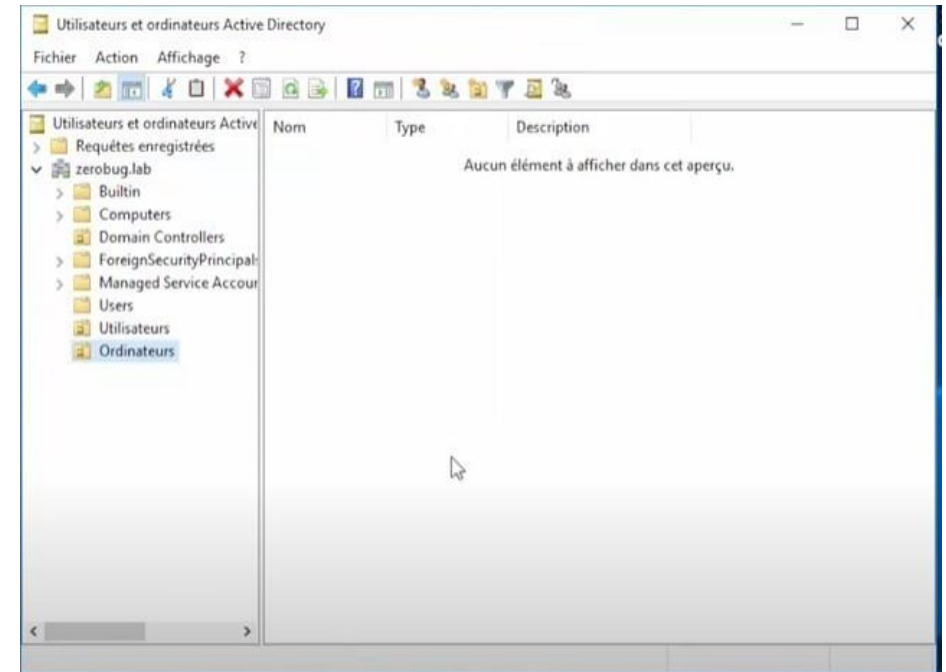 Utilisateurs et ordinateurs Active Directory
Fichier Action Affichage ?
Utilisateurs et ordinateurs Active
Requêtes enregistrées
zerobug.lab
Builtin
Computers
Domain Controllers
ForeignSecurityPrincipal
Managed Service Accour
Users
Utilisateurs
Ordinateurs
Nom Type Description
Aucun élément à afficher dans cet aperçu.